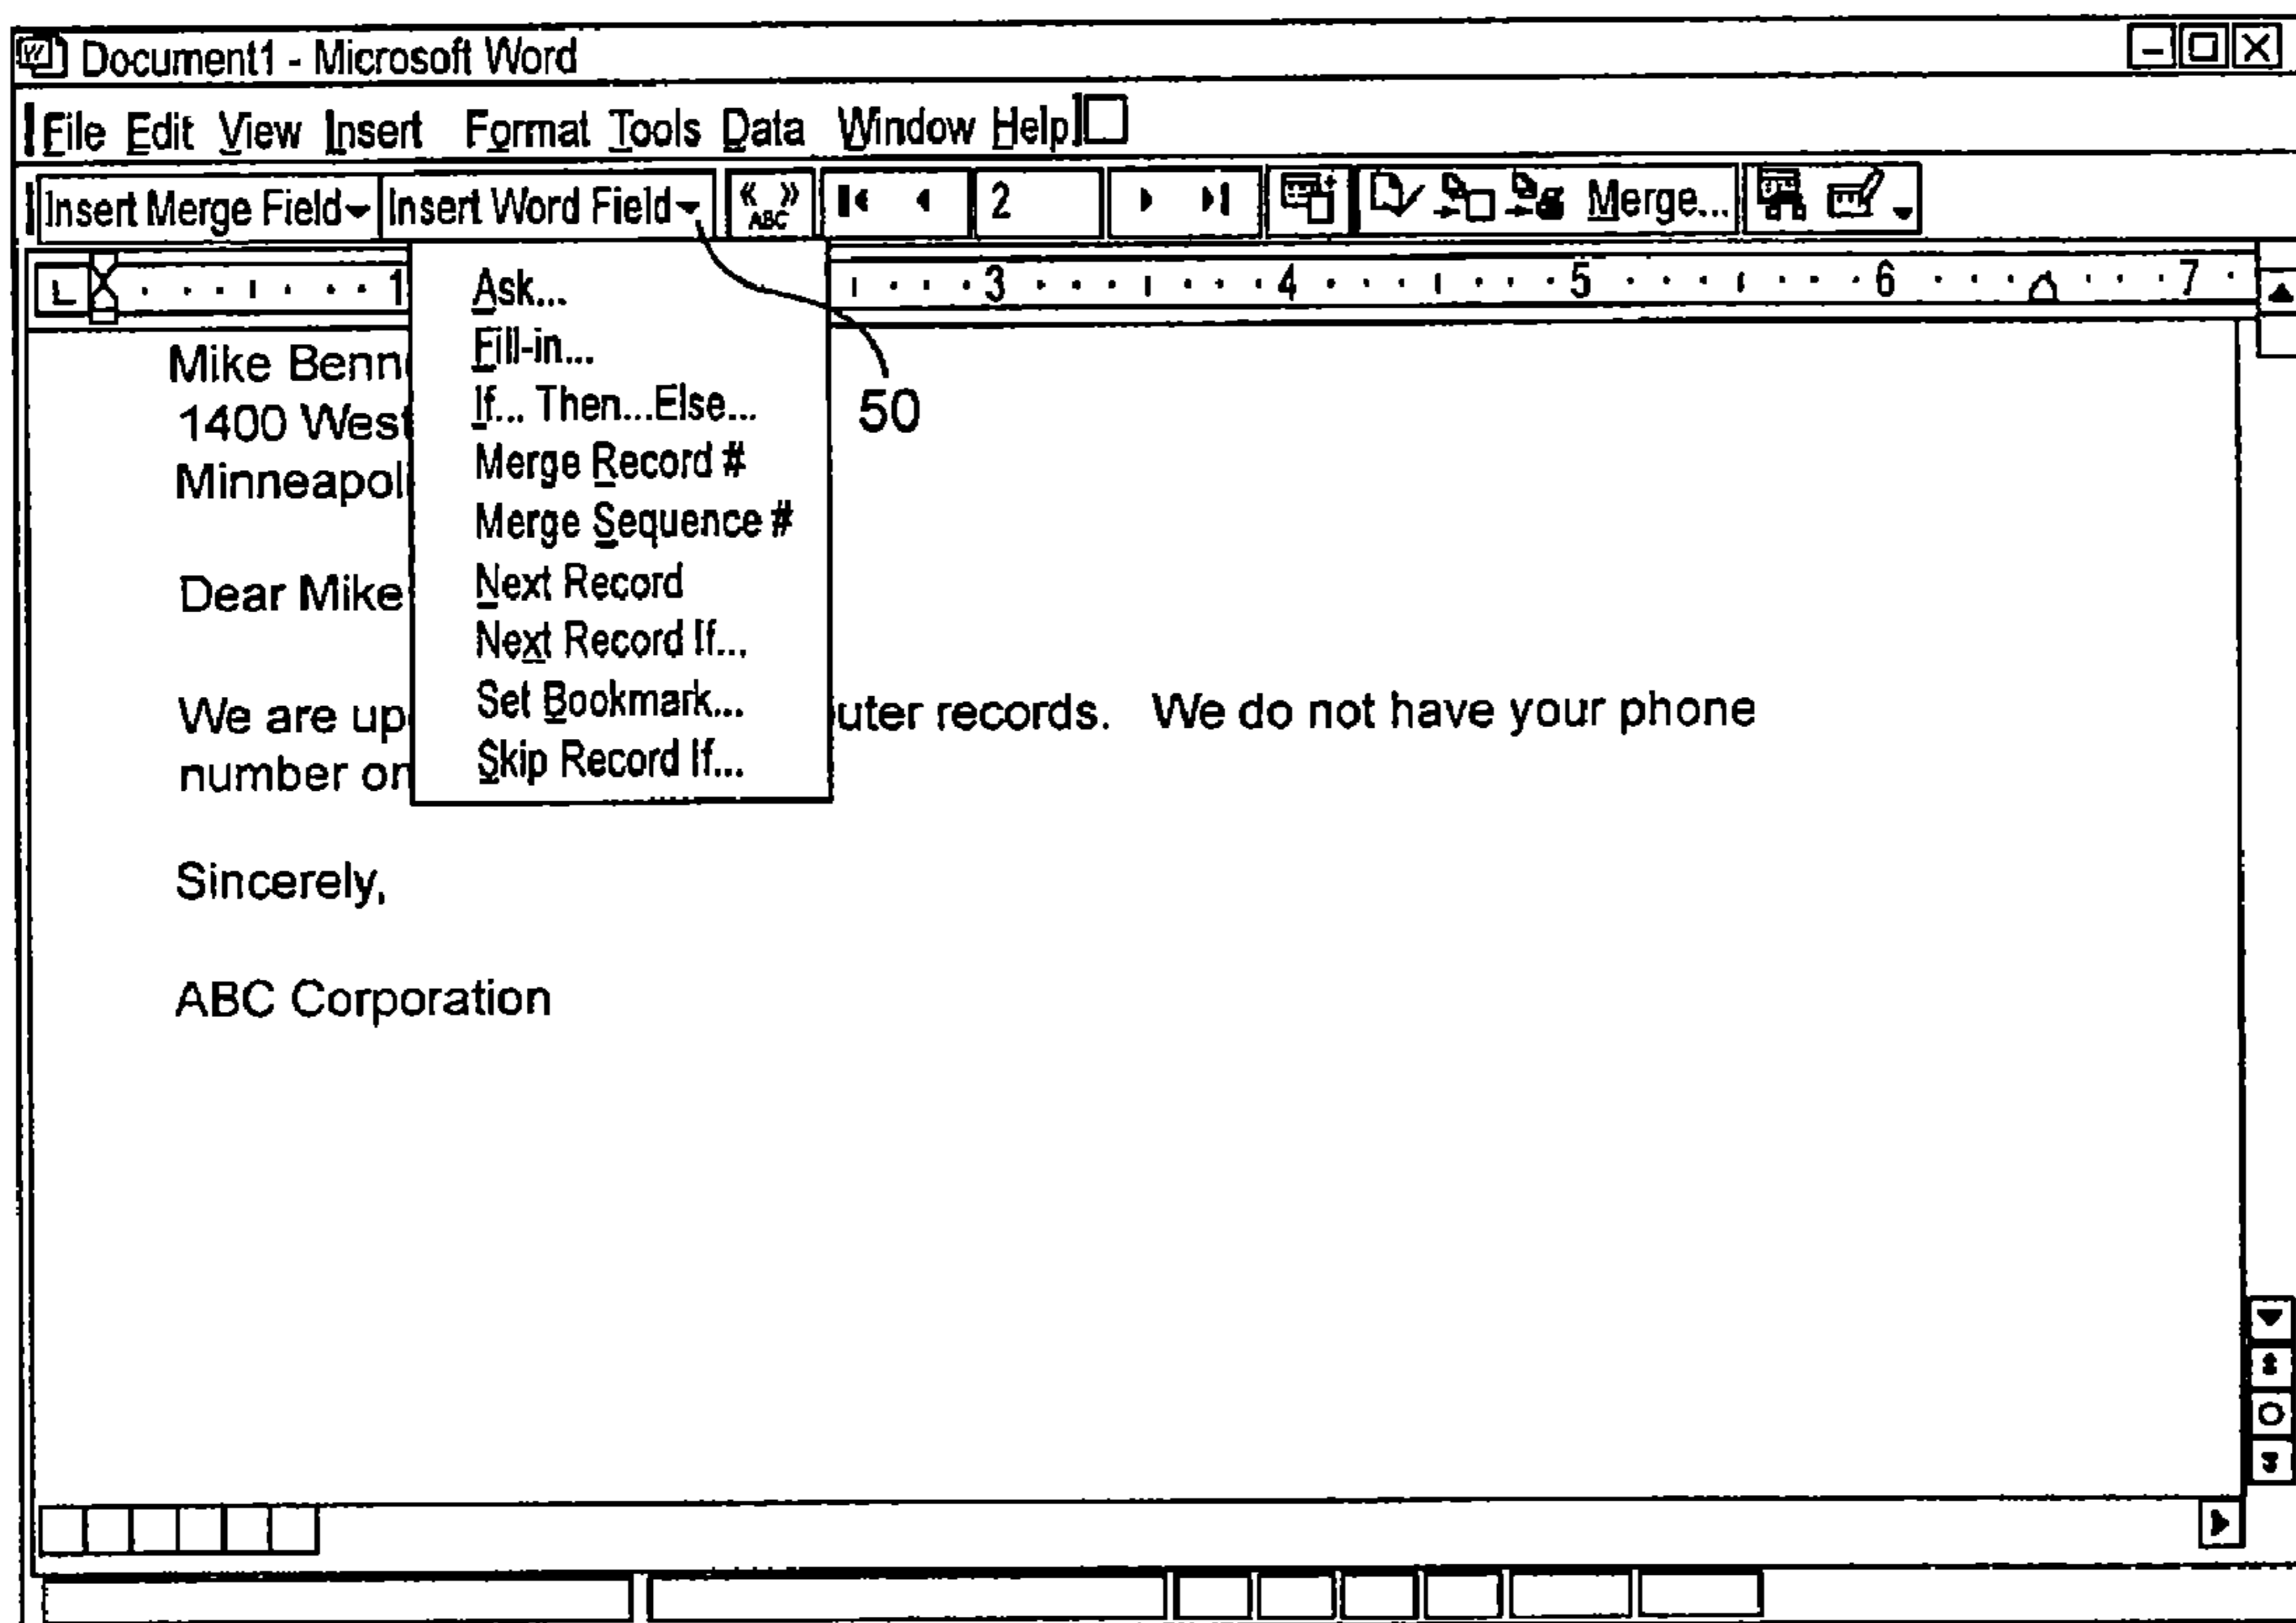 Document1 - Microsoft Word
File Edit View Insert Format Tools Data Window Help
Insert Merge Field Insert Word Field « » ABC 2 Merge...
L 1 3 4 5 6 7
Ask...
Fill-in...
If... Then...Else...
Merge Record #
Merge Sequence #
Next Record
Next Record If...
Set Bookmark...
Skip Record If...
50
Mike Benn
1400 West
Minneapol
Dear Mike
We are up uter records. We do not have your phone
number on
Sincerely,
ABC Corporation